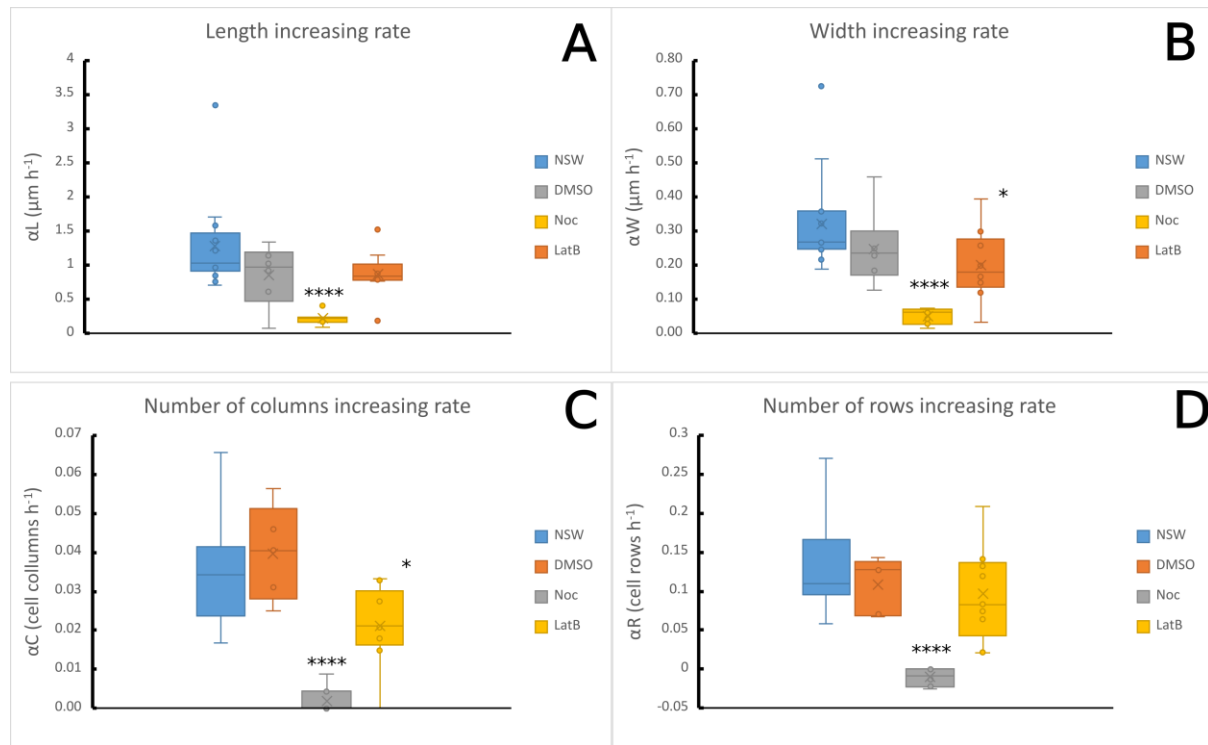 Length increasing rate
A
4
3.5
3
2.5
2
1.5
1
0.5
0
αL (µm h⁻¹)
****
NSW
DMSO
Noc
LatB
Width increasing rate
B
0.80
0.70
0.60
0.50
0.40
0.30
0.20
0.10
0.00
αW (µm h⁻¹)
****
*
NSW
DMSO
Noc
LatB
Number of columns increasing rate
C
0.07
0.06
0.05
0.04
0.03
0.02
0.01
0.00
αC (cell collumns h⁻¹)
****
*
NSW
DMSO
Noc
LatB
Number of rows increasing rate
D
0.3
0.25
0.2
0.15
0.1
0.05
0
-0.05
αR (cell rows h⁻¹)
****
NSW
DMSO
Noc
LatB